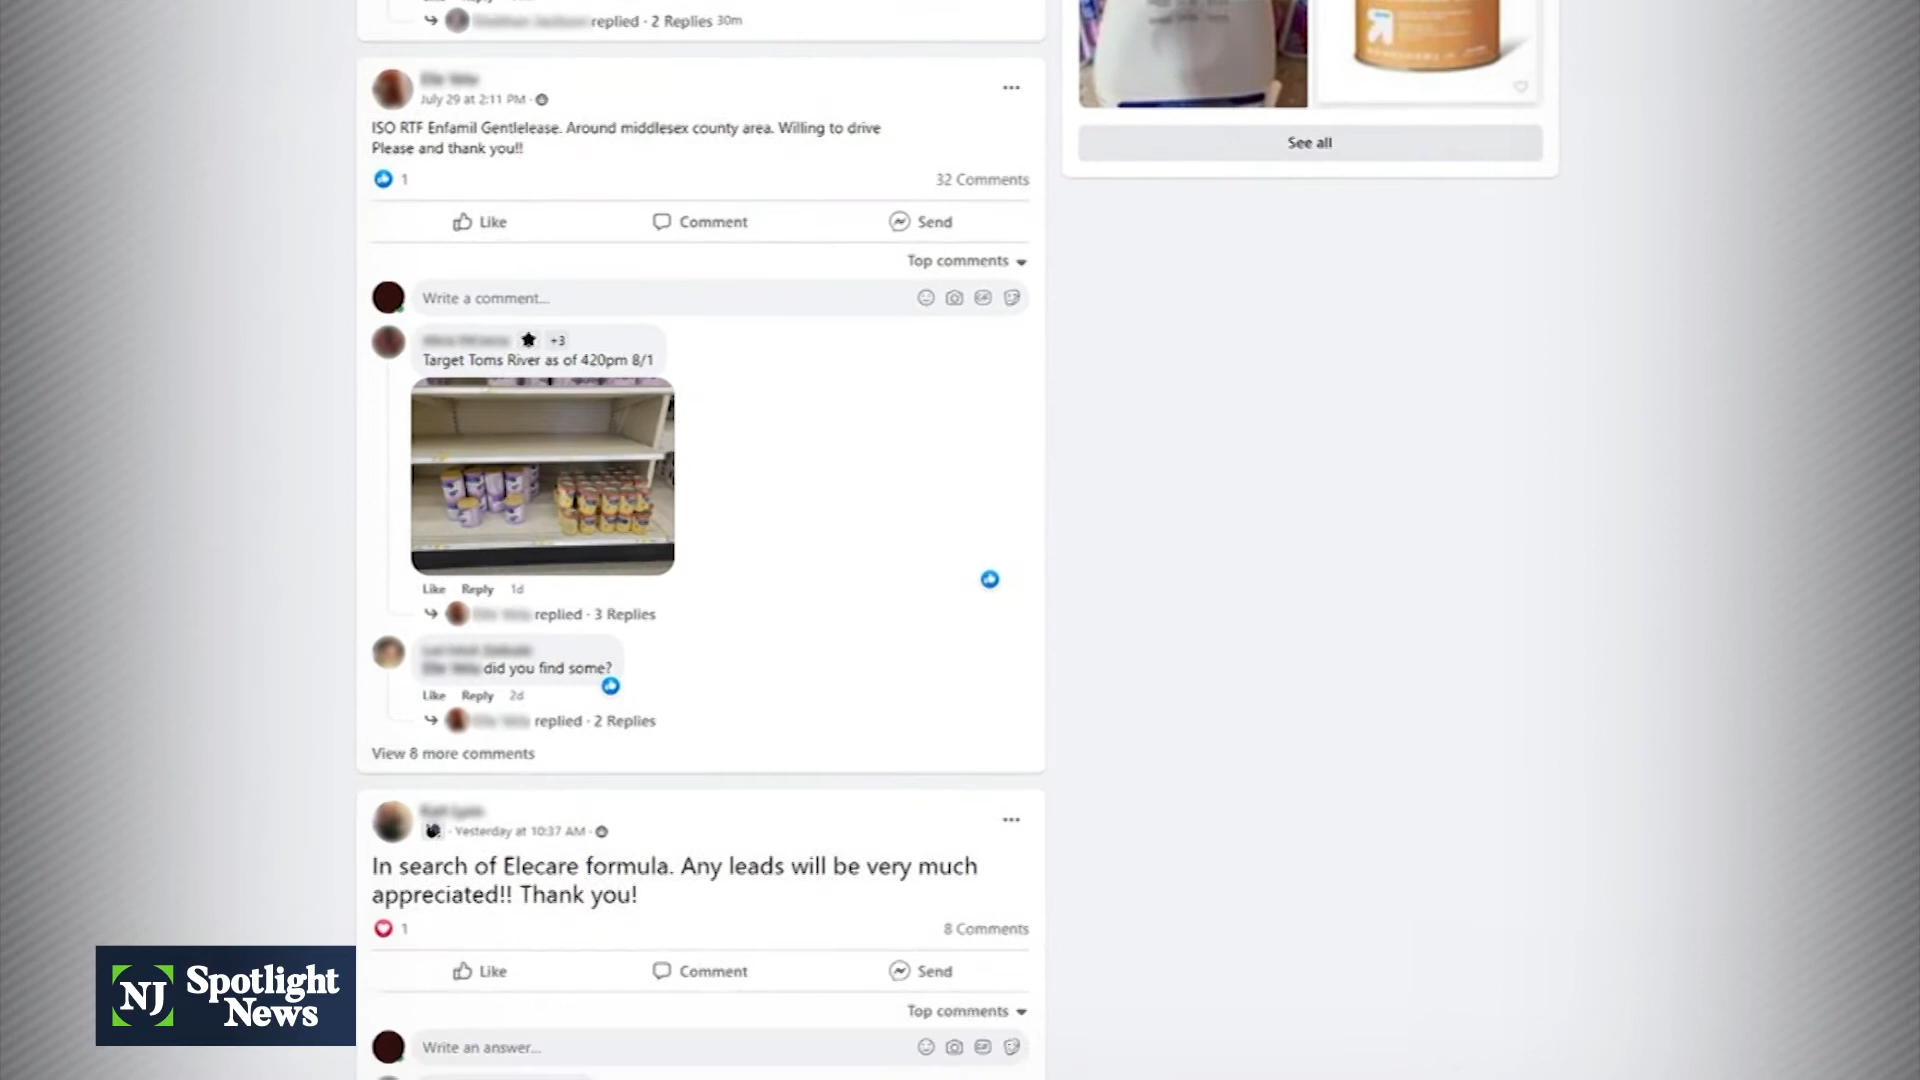 replied · 2 Replies 30m
July 29 at 2:11 PM ·
ISO RTF Enfamil Gentlelease. Around middlesex county area. Willing to drive
Please and thank you!!
1
32 Comments
Like
Comment
Send
Top comments
Write a comment...
GIF
+3
Target Toms River as of 420pm 8/1
Like Reply 1d
replied · 3 Replies
did you find some?
Like Reply 2d
replied · 2 Replies
View 8 more comments
· Yesterday at 10:37 AM ·
In search of Elecare formula. Any leads will be very much
appreciated!! Thank you!
1
8 Comments
Like
Comment
Send
Top comments
Write an answer...
GIF
See all
NJ Spotlight
News